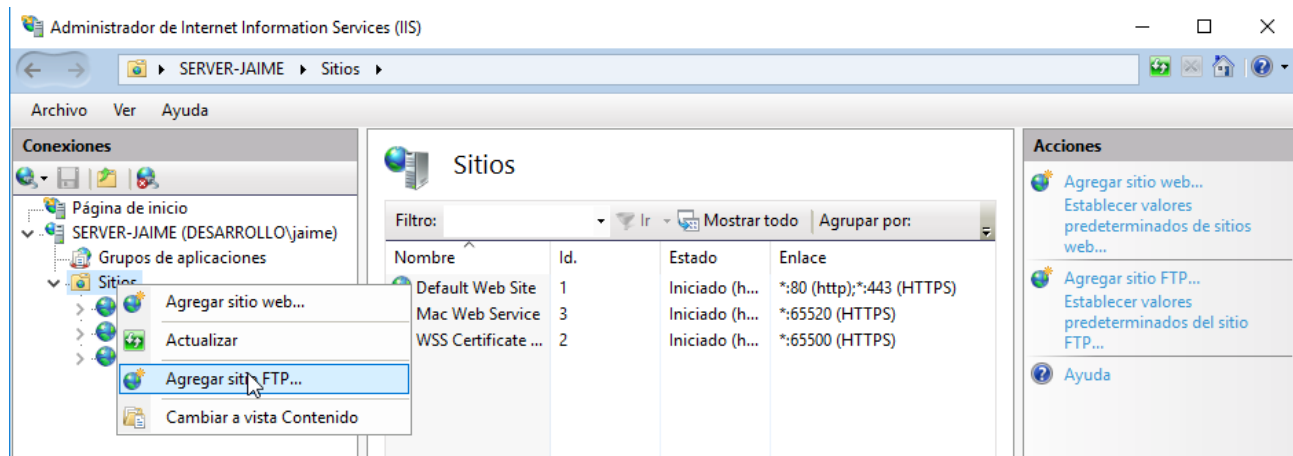 Administrador de Internet Information Services (IIS)
SERVER-JAIME Sitios
Archivo Ver Ayuda
Conexiones
Página de inicio
SERVER-JAIME (DESARROLLO\jaime)
Grupos de aplicaciones
Sitios
Agregar sitio web...
Actualizar
Agregar sitio FTP...
Cambiar a vista Contenido
Sitios
Filtro: Ir Mostrar todo Agrupar por:
Nombre Id. Estado Enlace
Default Web Site 1 Iniciado (h... *:80 (http);*:443 (HTTPS)
Mac Web Service 3 Iniciado (h... *:65520 (HTTPS)
WSS Certificate ... 2 Iniciado (h... *:65500 (HTTPS)
Acciones
Agregar sitio web...
Establecer valores
predeterminados de sitios
web...
Agregar sitio FTP...
Establecer valores
predeterminados del sitio
FTP...
Ayuda